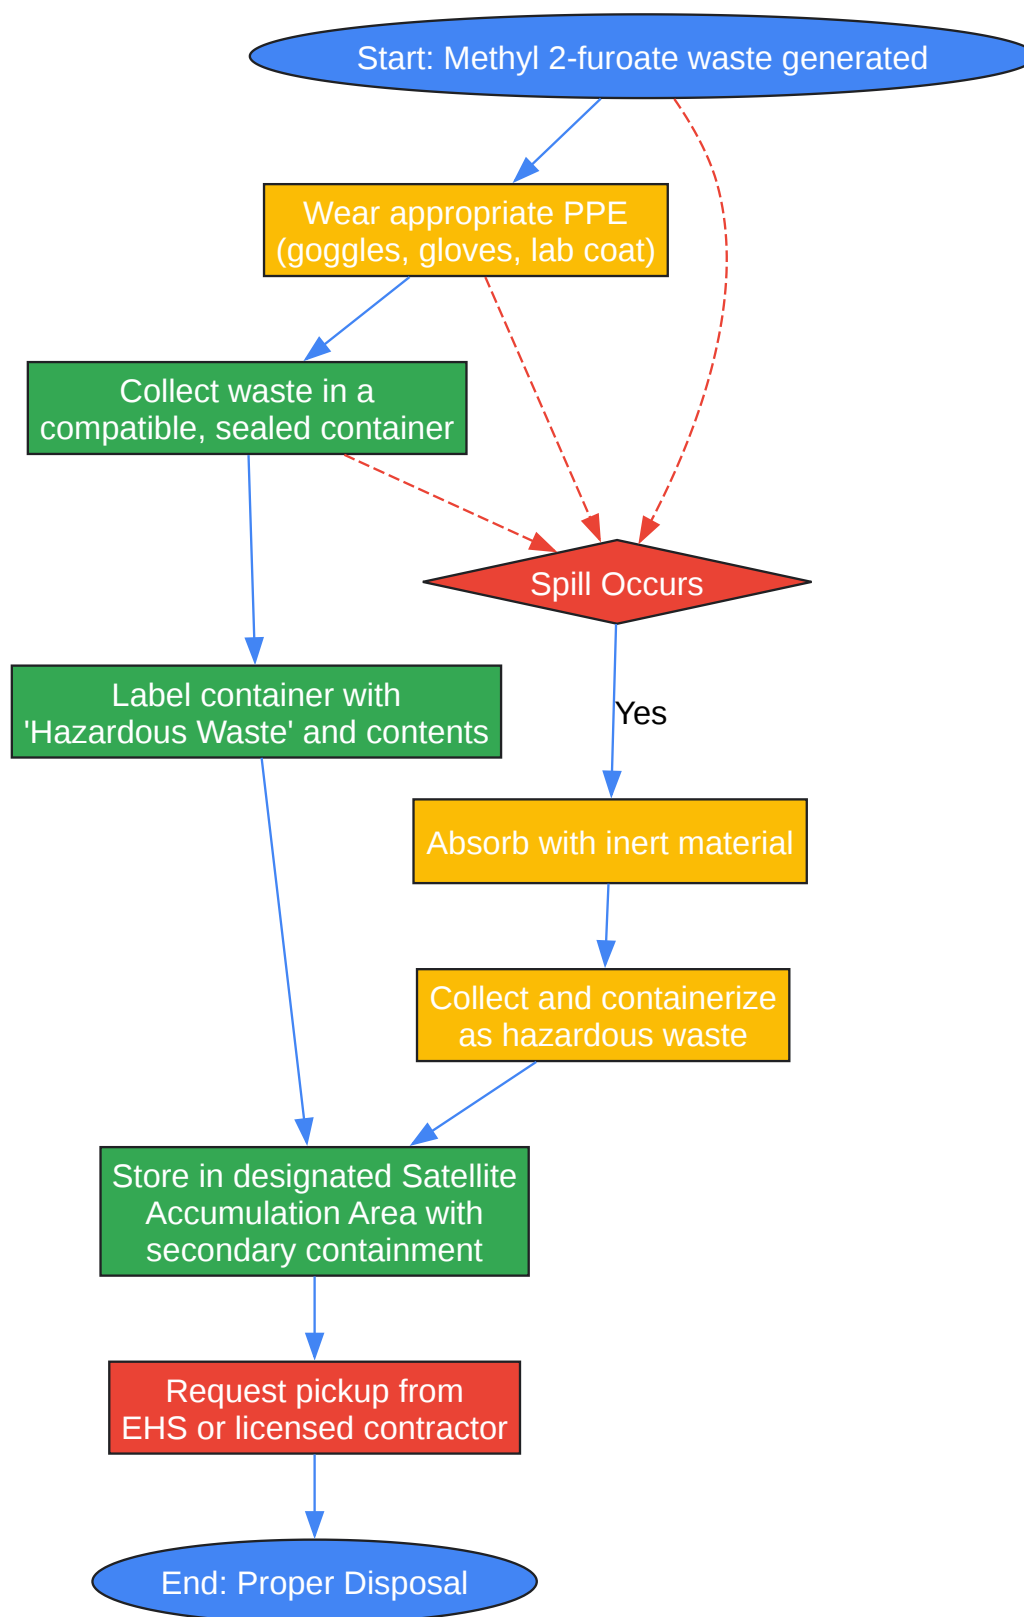 Start: Methyl 2-furoate waste generated
Wear appropriate PPE
(goggles, gloves, lab coat)
Collect waste in a
compatible, sealed container
Spill Occurs
Label container with
'Hazardous Waste' and contents
Yes
Absorb with inert material
Collect and containerize
as hazardous waste
Store in designated Satellite
Accumulation Area with
secondary containment
Request pickup from
EHS or licensed contractor
End: Proper Disposal